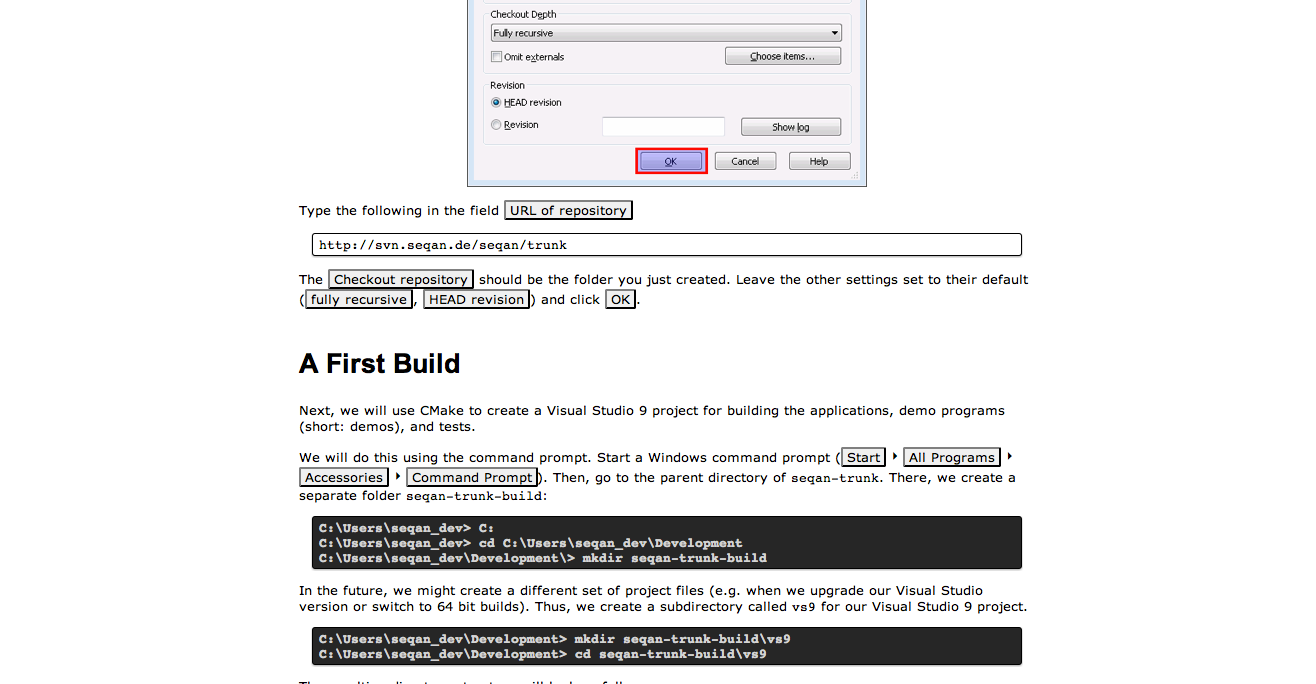 Checkout Depth
Fully recursive
Omit externals
Choose items...
Revision
HEAD revision
Revision
Show log
OK
Cancel
Help
Type the following in the field URL of repository
http://svn.seqan.de/seqan/trunk
The Checkout repository should be the folder you just created. Leave the other settings set to their default
(fully recursive, HEAD revision) and click OK.
A First Build
Next, we will use CMake to create a Visual Studio 9 project for building the applications, demo programs
(short: demos), and tests.
We will do this using the command prompt. Start a Windows command prompt (Start ‣ All Programs ‣
Accessories ‣ Command Prompt). Then, go to the parent directory of seqan-trunk. There, we create a
separate folder seqan-trunk-build:
C:\Users\seqan_dev> C:
C:\Users\seqan_dev> cd C:\Users\seqan_dev\Development
C:\Users\seqan_dev\Development\> mkdir seqan-trunk-build
In the future, we might create a different set of project files (e.g. when we upgrade our Visual Studio
version or switch to 64 bit builds). Thus, we create a subdirectory called vs9 for our Visual Studio 9 project.
C:\Users\seqan_dev\Development> mkdir seqan-trunk-build\vs9
C:\Users\seqan_dev\Development> cd seqan-trunk-build\vs9